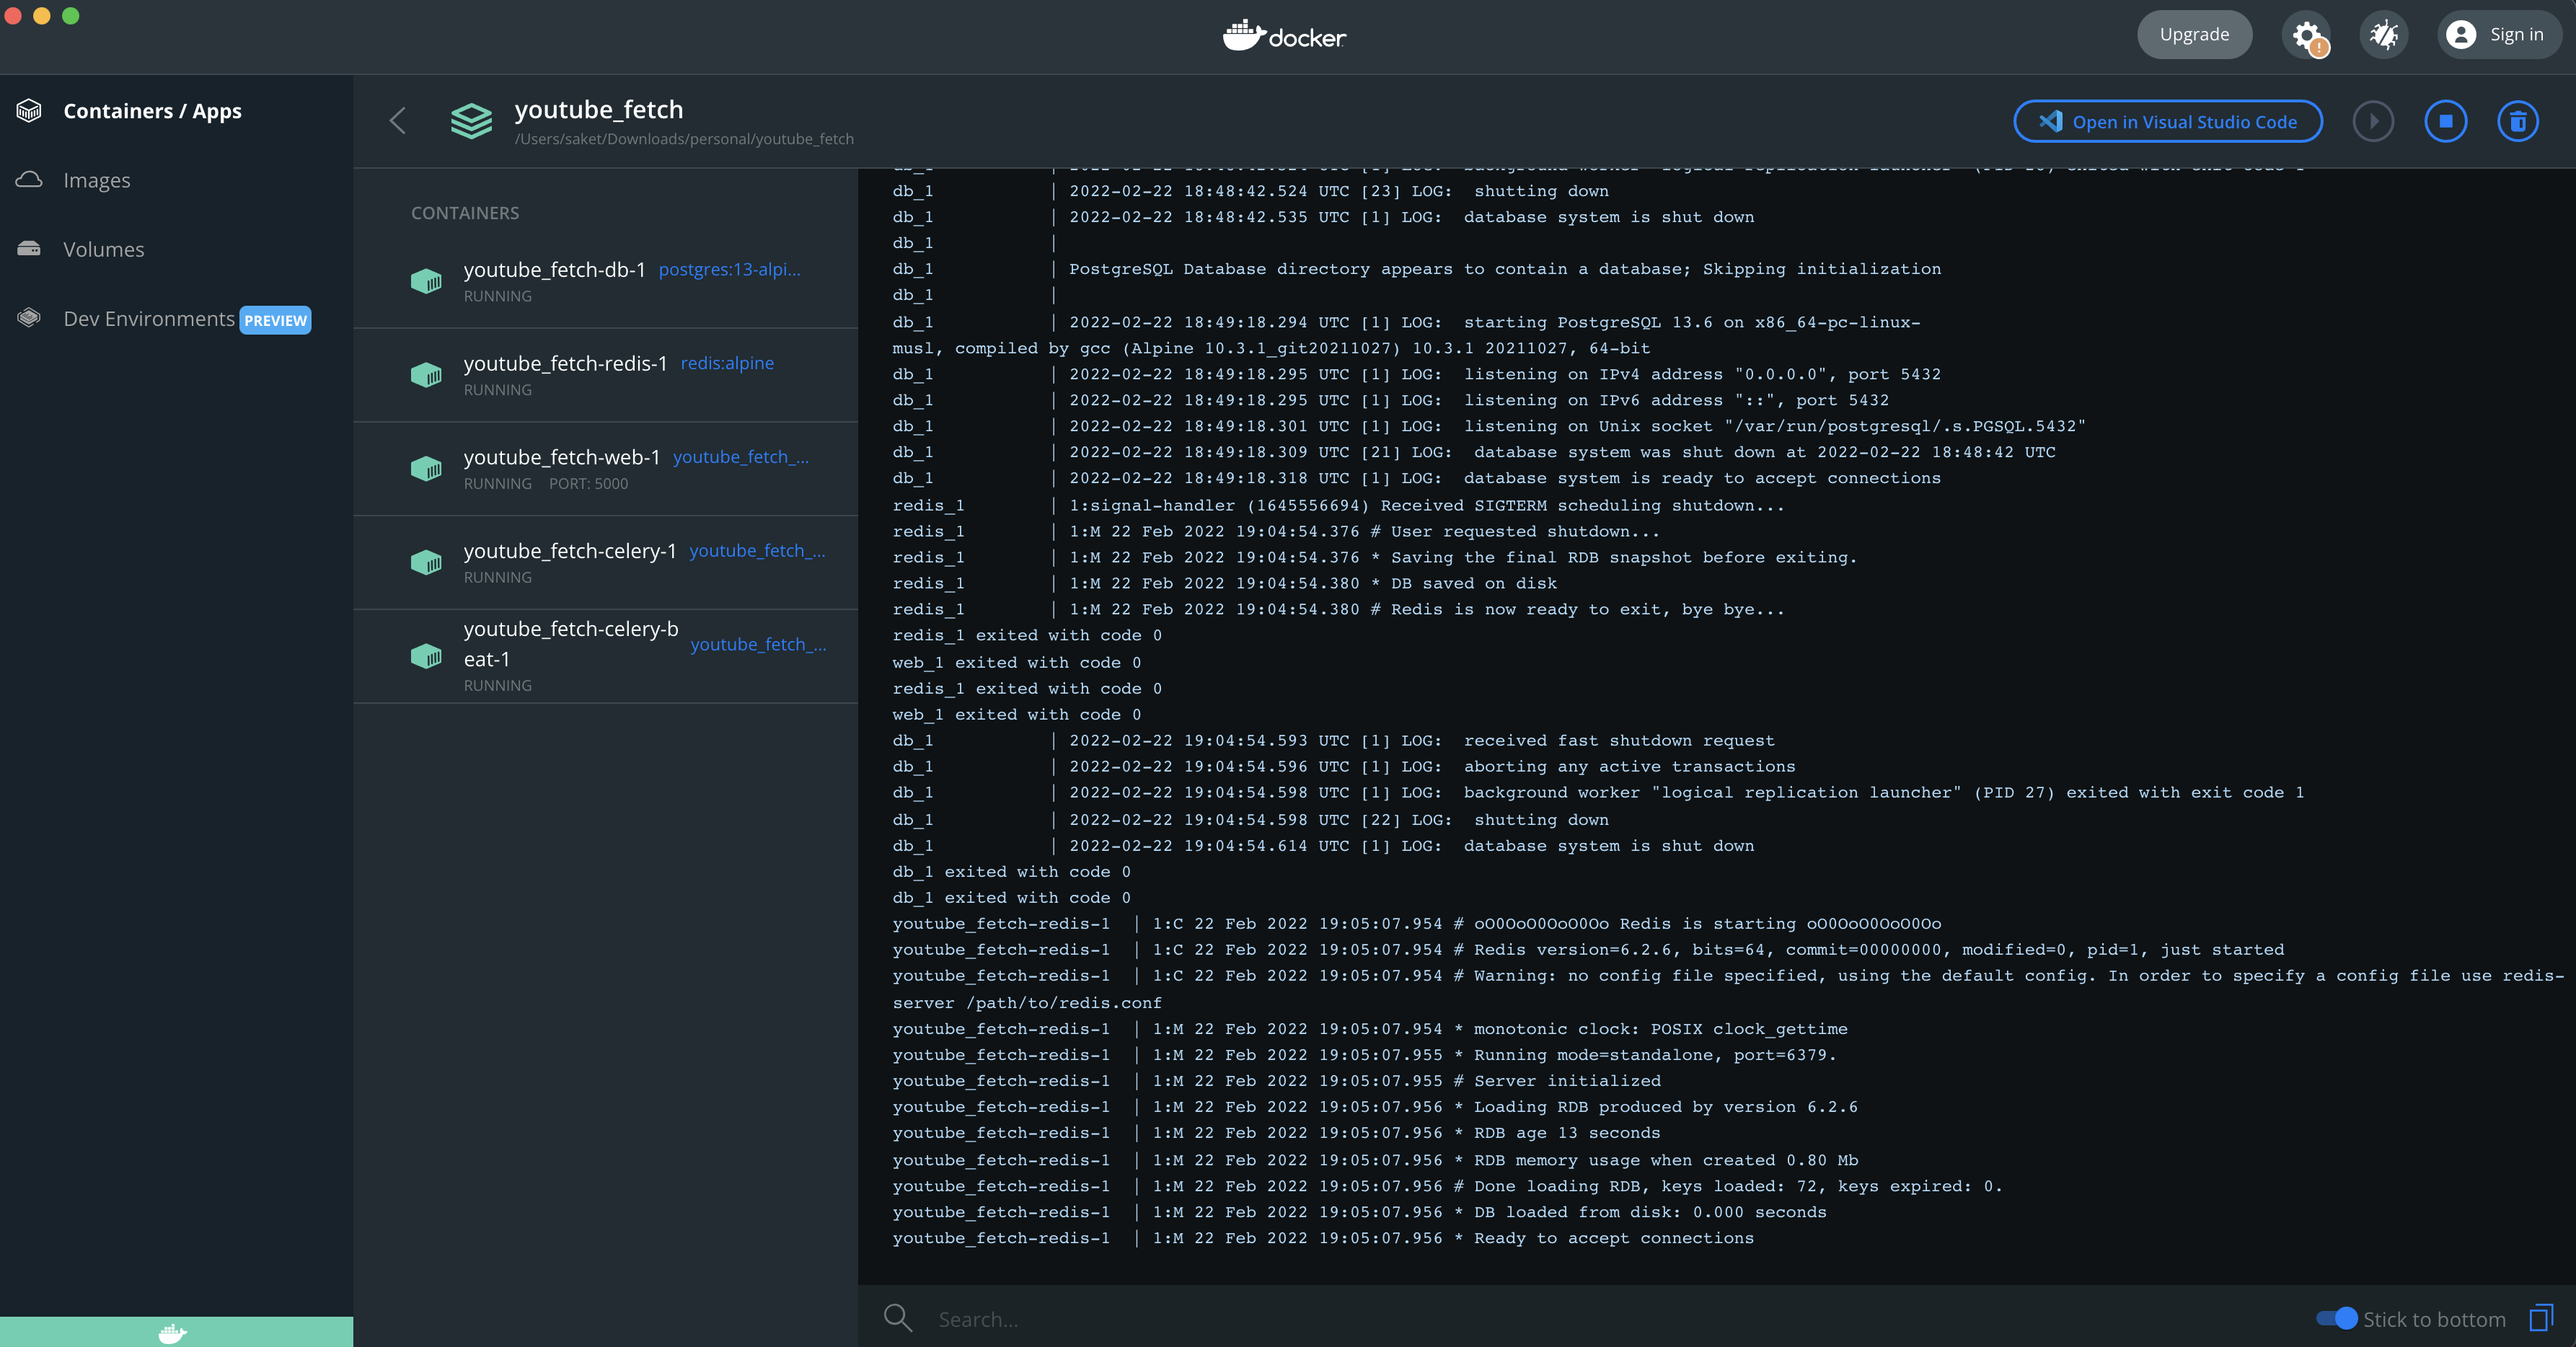 docker
Upgrade
Sign in
Containers / Apps
Images
Volumes
Dev Environments PREVIEW
youtube_fetch
/Users/saket/Downloads/personal/youtube_fetch
Open in Visual Studio Code
CONTAINERS
youtube_fetch-db-1 postgres:13-alpi...
RUNNING
youtube_fetch-redis-1 redis:alpine
RUNNING
youtube_fetch-web-1 youtube_fetch_...
RUNNING PORT: 5000
youtube_fetch-celery-1 youtube_fetch_...
RUNNING
youtube_fetch-celery-b
eat-1 youtube_fetch_...
RUNNING
db_1 | 2022-02-22 18:48:42.524 UTC [23] LOG: shutting down
db_1 | 2022-02-22 18:48:42.535 UTC [1] LOG: database system is shut down
db_1 |
db_1 | PostgreSQL Database directory appears to contain a database; Skipping initialization
db_1 |
db_1 | 2022-02-22 18:49:18.294 UTC [1] LOG: starting PostgreSQL 13.6 on x86_64-pc-linux-
musl, compiled by gcc (Alpine 10.3.1_git20211027) 10.3.1 20211027, 64-bit
db_1 | 2022-02-22 18:49:18.295 UTC [1] LOG: listening on IPv4 address "0.0.0.0", port 5432
db_1 | 2022-02-22 18:49:18.295 UTC [1] LOG: listening on IPv6 address "::", port 5432
db_1 | 2022-02-22 18:49:18.301 UTC [1] LOG: listening on Unix socket "/var/run/postgresql/.s.PGSQL.5432"
db_1 | 2022-02-22 18:49:18.309 UTC [21] LOG: database system was shut down at 2022-02-22 18:48:42 UTC
db_1 | 2022-02-22 18:49:18.318 UTC [1] LOG: database system is ready to accept connections
redis_1 | 1:signal-handler (1645556694) Received SIGTERM scheduling shutdown...
redis_1 | 1:M 22 Feb 2022 19:04:54.376 # User requested shutdown...
redis_1 | 1:M 22 Feb 2022 19:04:54.376 * Saving the final RDB snapshot before exiting.
redis_1 | 1:M 22 Feb 2022 19:04:54.380 * DB saved on disk
redis_1 | 1:M 22 Feb 2022 19:04:54.380 # Redis is now ready to exit, bye bye...
redis_1 exited with code 0
web_1 exited with code 0
redis_1 exited with code 0
web_1 exited with code 0
db_1 | 2022-02-22 19:04:54.593 UTC [1] LOG: received fast shutdown request
db_1 | 2022-02-22 19:04:54.596 UTC [1] LOG: aborting any active transactions
db_1 | 2022-02-22 19:04:54.598 UTC [1] LOG: background worker "logical replication launcher" (PID 27) exited with exit code 1
db_1 | 2022-02-22 19:04:54.598 UTC [22] LOG: shutting down
db_1 | 2022-02-22 19:04:54.614 UTC [1] LOG: database system is shut down
db_1 exited with code 0
db_1 exited with code 0
youtube_fetch-redis-1 | 1:C 22 Feb 2022 19:05:07.954 # oO0OoO0OoO0Oo Redis is starting oO0OoO0OoO0Oo
youtube_fetch-redis-1 | 1:C 22 Feb 2022 19:05:07.954 # Redis version=6.2.6, bits=64, commit=00000000, modified=0, pid=1, just started
youtube_fetch-redis-1 | 1:C 22 Feb 2022 19:05:07.954 # Warning: no config file specified, using the default config. In order to specify a config file use redis-
server /path/to/redis.conf
youtube_fetch-redis-1 | 1:M 22 Feb 2022 19:05:07.954 * monotonic clock: POSIX clock_gettime
youtube_fetch-redis-1 | 1:M 22 Feb 2022 19:05:07.955 * Running mode=standalone, port=6379.
youtube_fetch-redis-1 | 1:M 22 Feb 2022 19:05:07.955 # Server initialized
youtube_fetch-redis-1 | 1:M 22 Feb 2022 19:05:07.956 * Loading RDB produced by version 6.2.6
youtube_fetch-redis-1 | 1:M 22 Feb 2022 19:05:07.956 * RDB age 13 seconds
youtube_fetch-redis-1 | 1:M 22 Feb 2022 19:05:07.956 * RDB memory usage when created 0.80 Mb
youtube_fetch-redis-1 | 1:M 22 Feb 2022 19:05:07.956 # Done loading RDB, keys loaded: 72, keys expired: 0.
youtube_fetch-redis-1 | 1:M 22 Feb 2022 19:05:07.956 * DB loaded from disk: 0.000 seconds
youtube_fetch-redis-1 | 1:M 22 Feb 2022 19:05:07.956 * Ready to accept connections
Search...
Stick to bottom